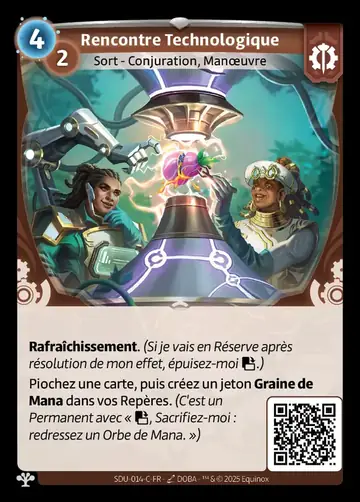 4
2
Rencontre Technologique
Sort - Conjuration, Manœuvre
Rafraîchissement. (Si je vais en Réserve après
résolution de mon effet, épuisez-moi.)
Piochez une carte, puis créez un jeton Graine de
Mana dans vos Repères. (C'est un
Permanent avec « , Sacrifiez-moi :
redressez un Orbe de Mana. »)
SDU-014-C-FR - DOBA - ™ & © 2025 Equinox